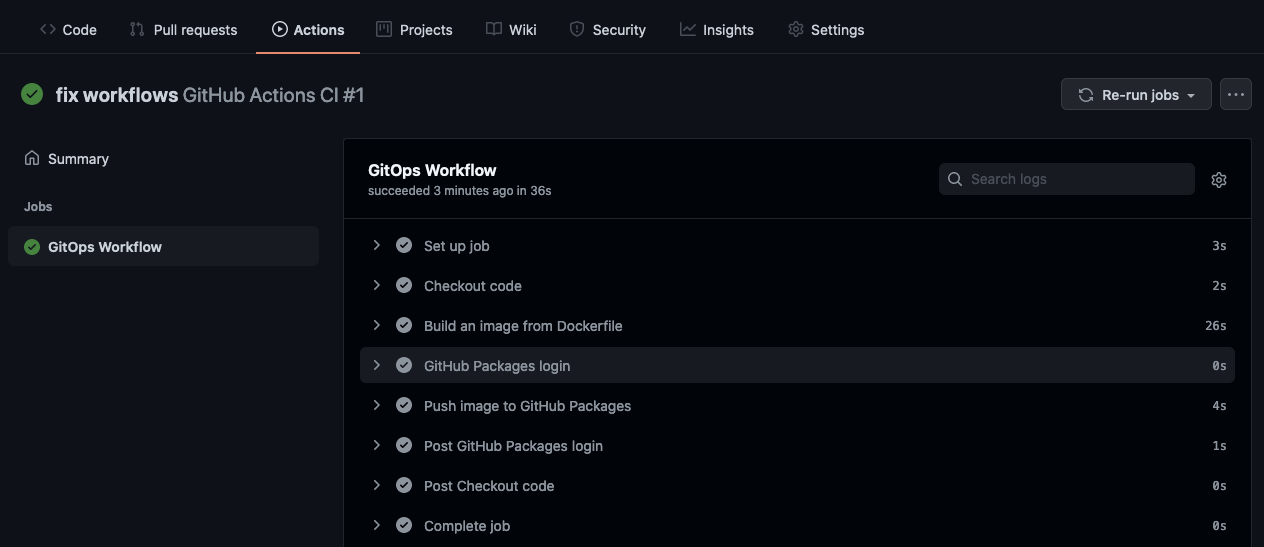 Code Pull requests Actions Projects Wiki Security Insights Settings
fix workflows GitHub Actions CI #1
Re-run jobs
Summary
Jobs
GitOps Workflow
GitOps Workflow
succeeded 3 minutes ago in 36s
Search logs
Set up job 3s
Checkout code 2s
Build an image from Dockerfile 26s
GitHub Packages login 0s
Push image to GitHub Packages 4s
Post GitHub Packages login 1s
Post Checkout code 0s
Complete job 0s